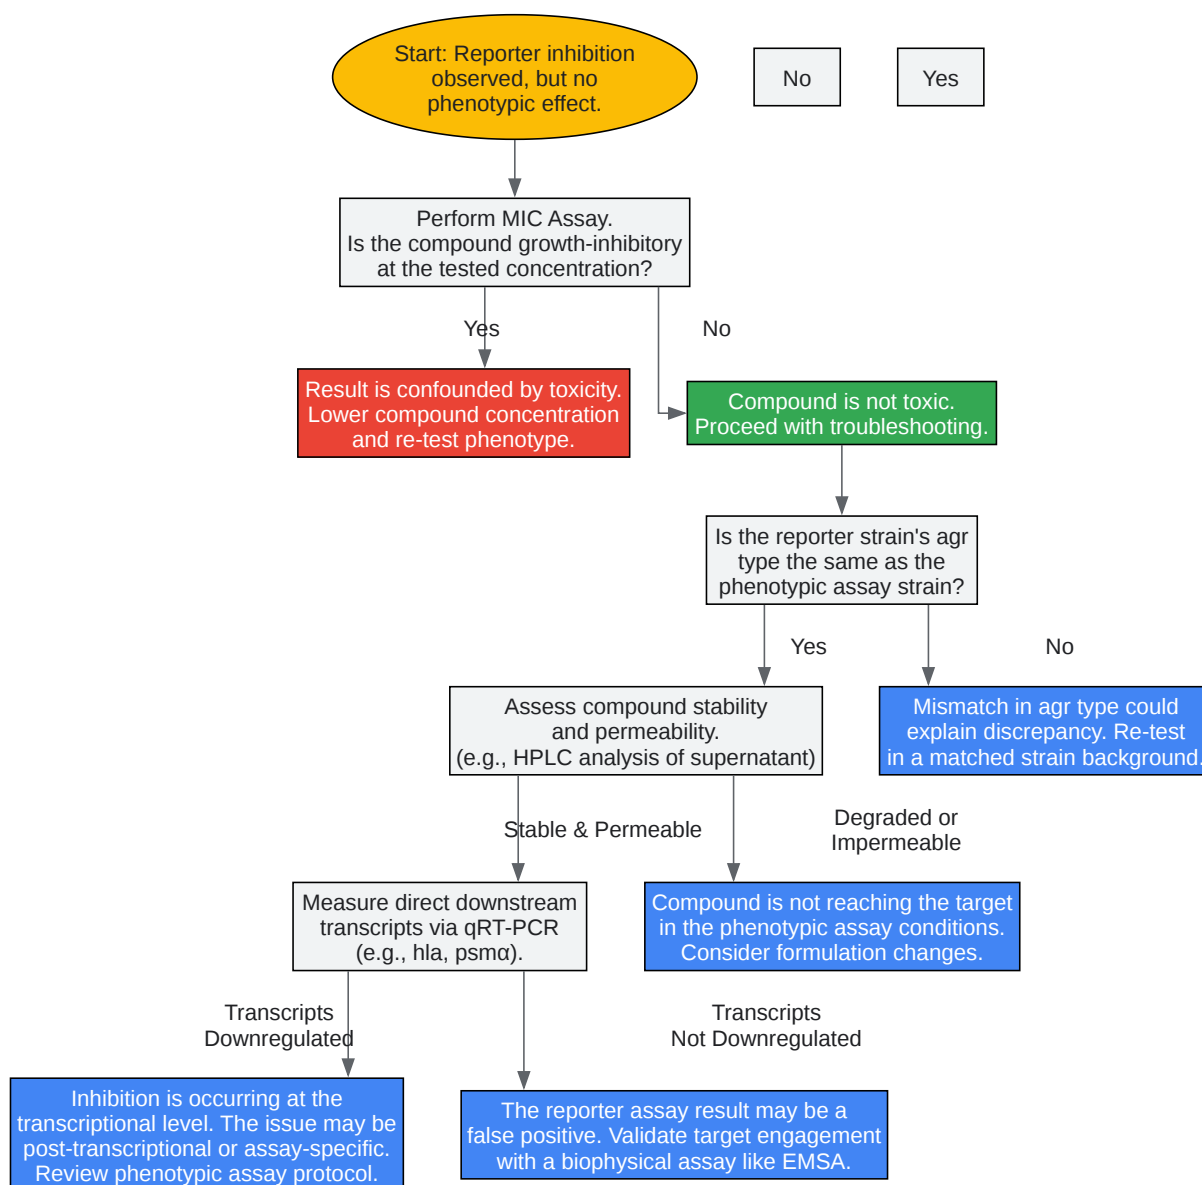 Start: Reporter inhibition
observed, but no
phenotypic effect.
No
Yes
Perform MIC Assay.
Is the compound growth-inhibitory
at the tested concentration?
Yes
No
Result is confounded by toxicity.
Lower compound concentration
and re-test phenotype.
Compound is not toxic.
Proceed with troubleshooting.
Is the reporter strain's agr
type the same as the
phenotypic assay strain?
Yes
No
Assess compound stability
and permeability.
(e.g., HPLC analysis of supernatant)
Mismatch in agr type could
explain discrepancy. Re-test
in a matched strain background.
Stable & Permeable
Degraded or
Impermeable
Measure direct downstream
transcripts via qRT-PCR
(e.g., hla, psmα).
Compound is not reaching the target
in the phenotypic assay conditions.
Consider formulation changes.
Transcripts
Downregulated
Transcripts
Not Downregulated
Inhibition is occurring at the
transcriptional level. The issue may be
post-transcriptional or assay-specific.
Review phenotypic assay protocol.
The reporter assay result may be a
false positive. Validate target engagement
with a biophysical assay like EMSA.